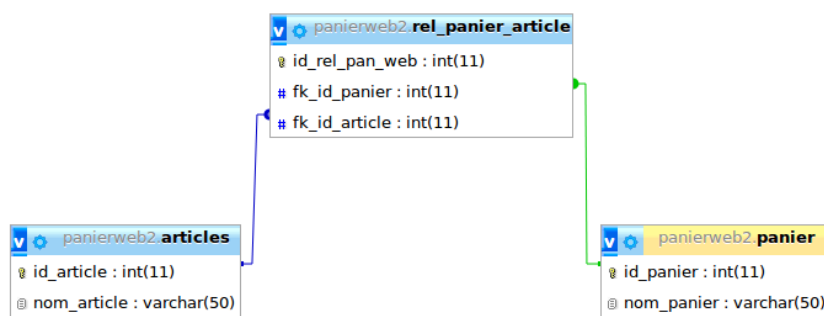 v panierweb2.rel_panier_article
id_rel_pan_web : int(11)
# fk_id_panier : int(11)
# fk_id_article : int(11)
v panierweb2.articles
id_article : int(11)
nom_article : varchar(50)
v panierweb2.panier
id_panier : int(11)
nom_panier : varchar(50)